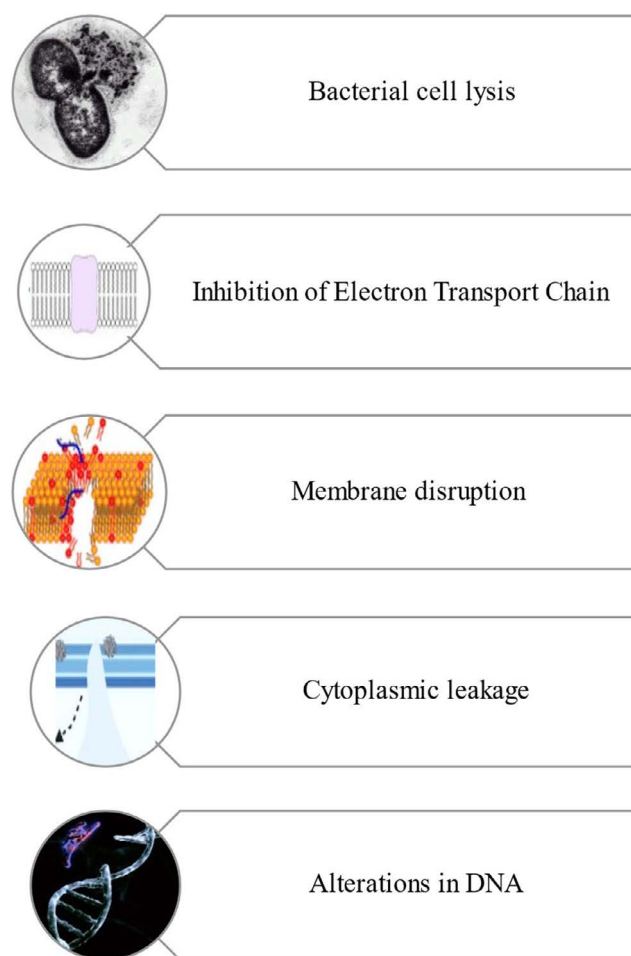 Bacterial cell lysis
Inhibition of Electron Transport Chain
Membrane disruption
Cytoplasmic leakage
Alterations in DNA